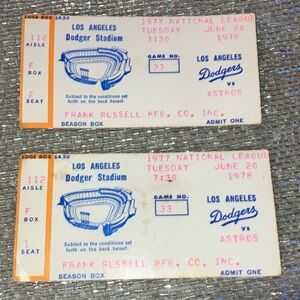 LOGE BOX $4.50
112
AISLE
F
BOX
2
SEAT
LOS ANGELES
Dodger Stadium
Subject to the conditions set
forth on the back hereof.
1977 NATIONAL LEAGUE
TUESDAY JUNE 20
7:30 1978
GAME NO.
33
LOS ANGELES
Dodgers
VS
ASTROS
FRANK RUSSELL MFG. CO. INC.
SEASON BOX ADMIT ONE
LOGE BOX $4.50
112
AISLE
F
BOX
1
SEAT
LOS ANGELES
Dodger Stadium
Subject to the conditions set
forth on the back hereof.
1977 NATIONAL LEAGUE
TUESDAY JUNE 20
7:30 1978
GAME NO.
33
LOS ANGELES
Dodgers
VS
ASTROS
FRANK RUSSELL MFG. CO. INC.
SEASON BOX ADMIT ONE